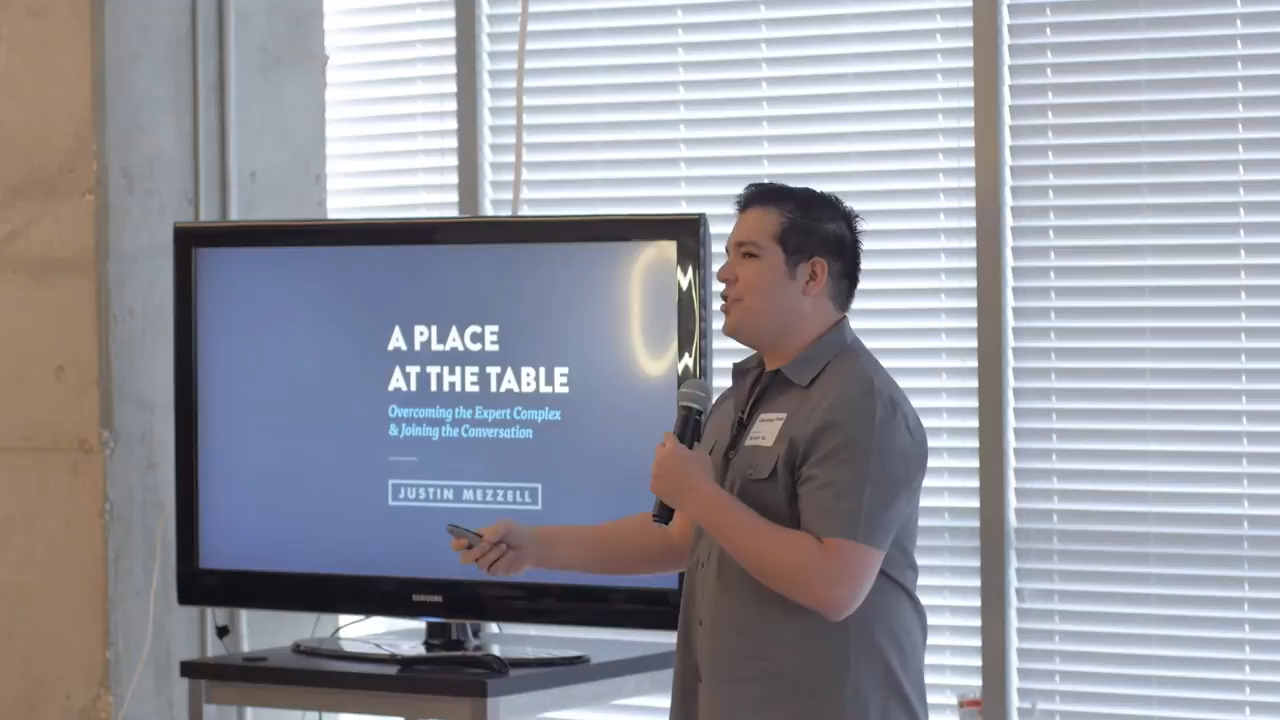 A PLACE
AT THE TABLE
Overcoming the Expert Complex
& Joining the Conversation
JUSTIN MEZZELL
SAMSUNG